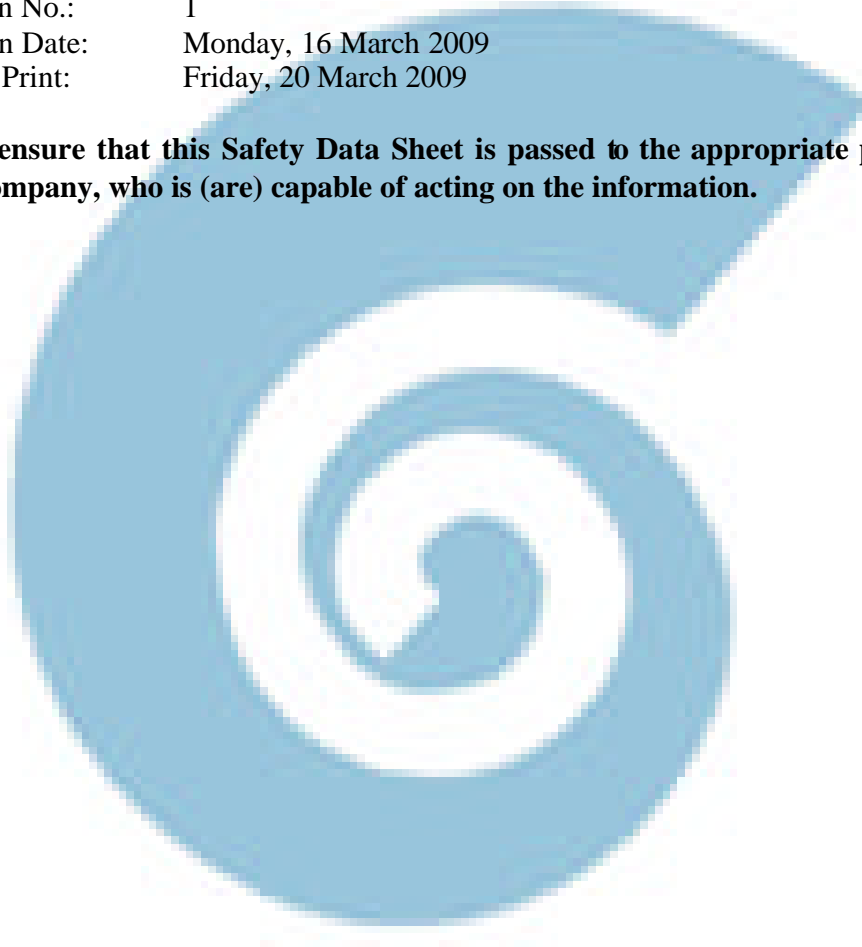 n No.: 1
n Date: Monday, 16 March 2009
Print: Friday, 20 March 2009
ensure that this Safety Data Sheet is passed to the appropriate p
ompany, who is (are) capable of acting on the information.